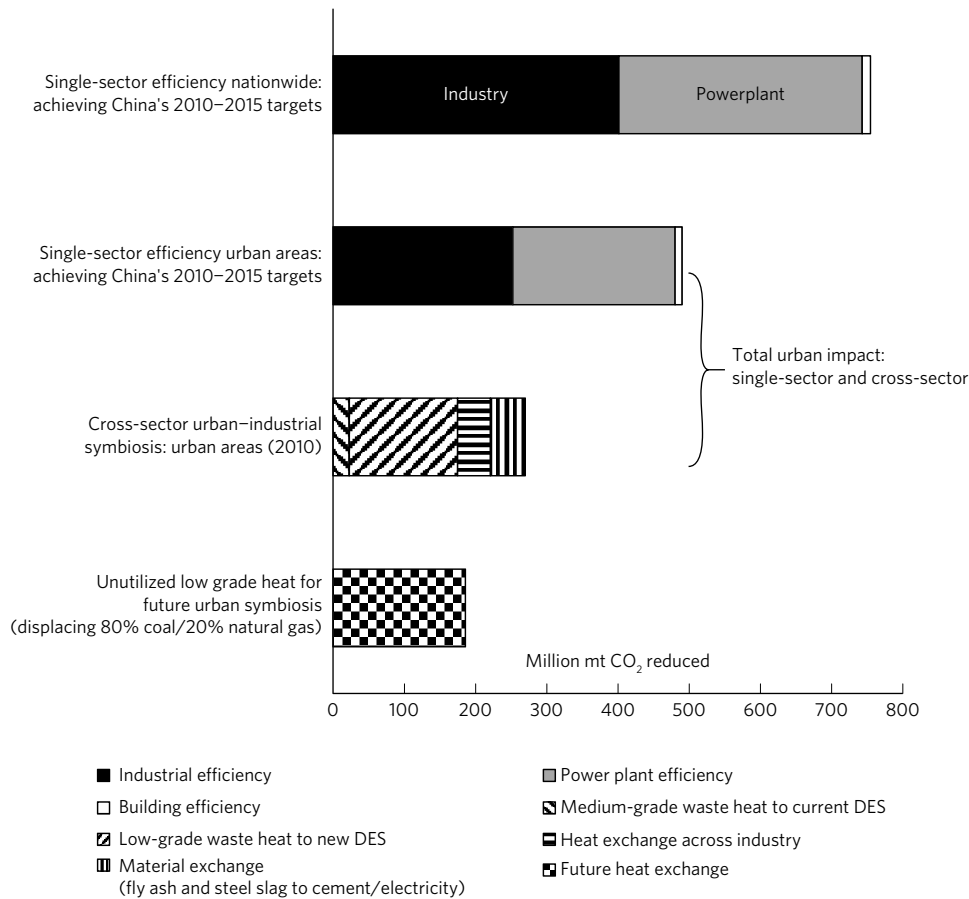 Single-sector efficiency nationwide:
achieving China's 2010–2015 targets
Industry
Powerplant
Single-sector efficiency urban areas:
achieving China's 2010–2015 targets
Total urban impact:
single-sector and cross-sector
Cross-sector urban–industrial
symbiosis: urban areas (2010)
Unutilized low grade heat for
future urban symbiosis
(displacing 80% coal/20% natural gas)
Million mt CO₂ reduced
0 100 200 300 400 500 600 700 800
Industrial efficiency
Power plant efficiency
Building efficiency
Medium-grade waste heat to current DES
Low-grade waste heat to new DES
Heat exchange across industry
Material exchange
(fly ash and steel slag to cement/electricity)
Future heat exchange